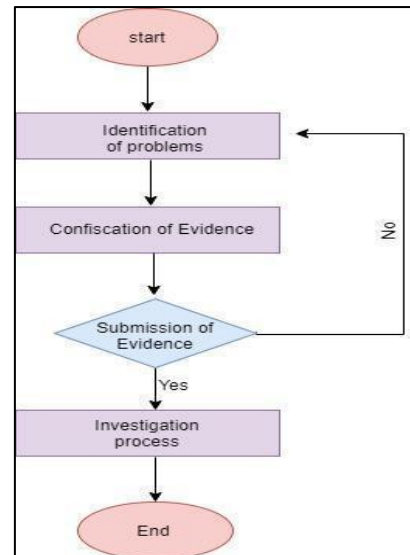 start
Identification
of problems
Confiscation of Evidence
No
Submission of
Evidence
Yes
Investigation
process
End